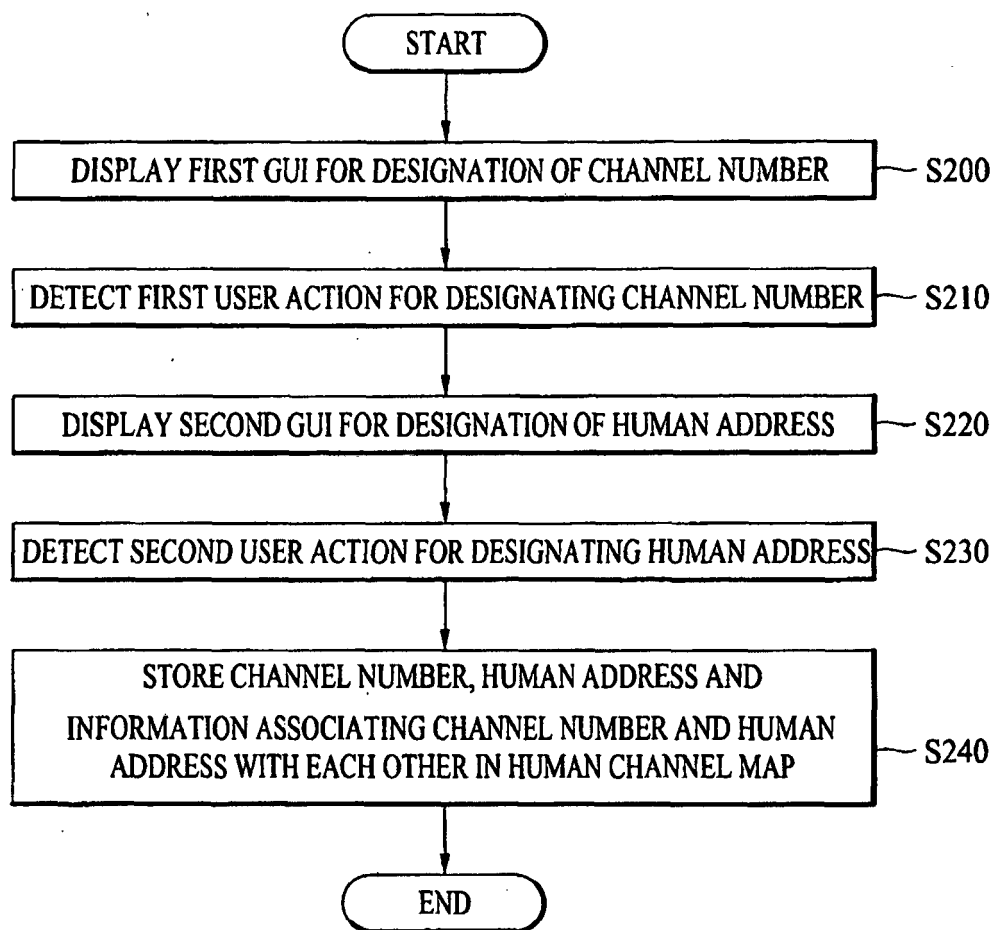 START
DISPLAY FIRST GUI FOR DESIGNATION OF CHANNEL NUMBER
S200
DETECT FIRST USER ACTION FOR DESIGNATING CHANNEL NUMBER
S210
DISPLAY SECOND GUI FOR DESIGNATION OF HUMAN ADDRESS
S220
DETECT SECOND USER ACTION FOR DESIGNATING HUMAN ADDRESS
S230
STORE CHANNEL NUMBER, HUMAN ADDRESS AND
INFORMATION ASSOCIATING CHANNEL NUMBER AND HUMAN
ADDRESS WITH EACH OTHER IN HUMAN CHANNEL MAP
S240
END